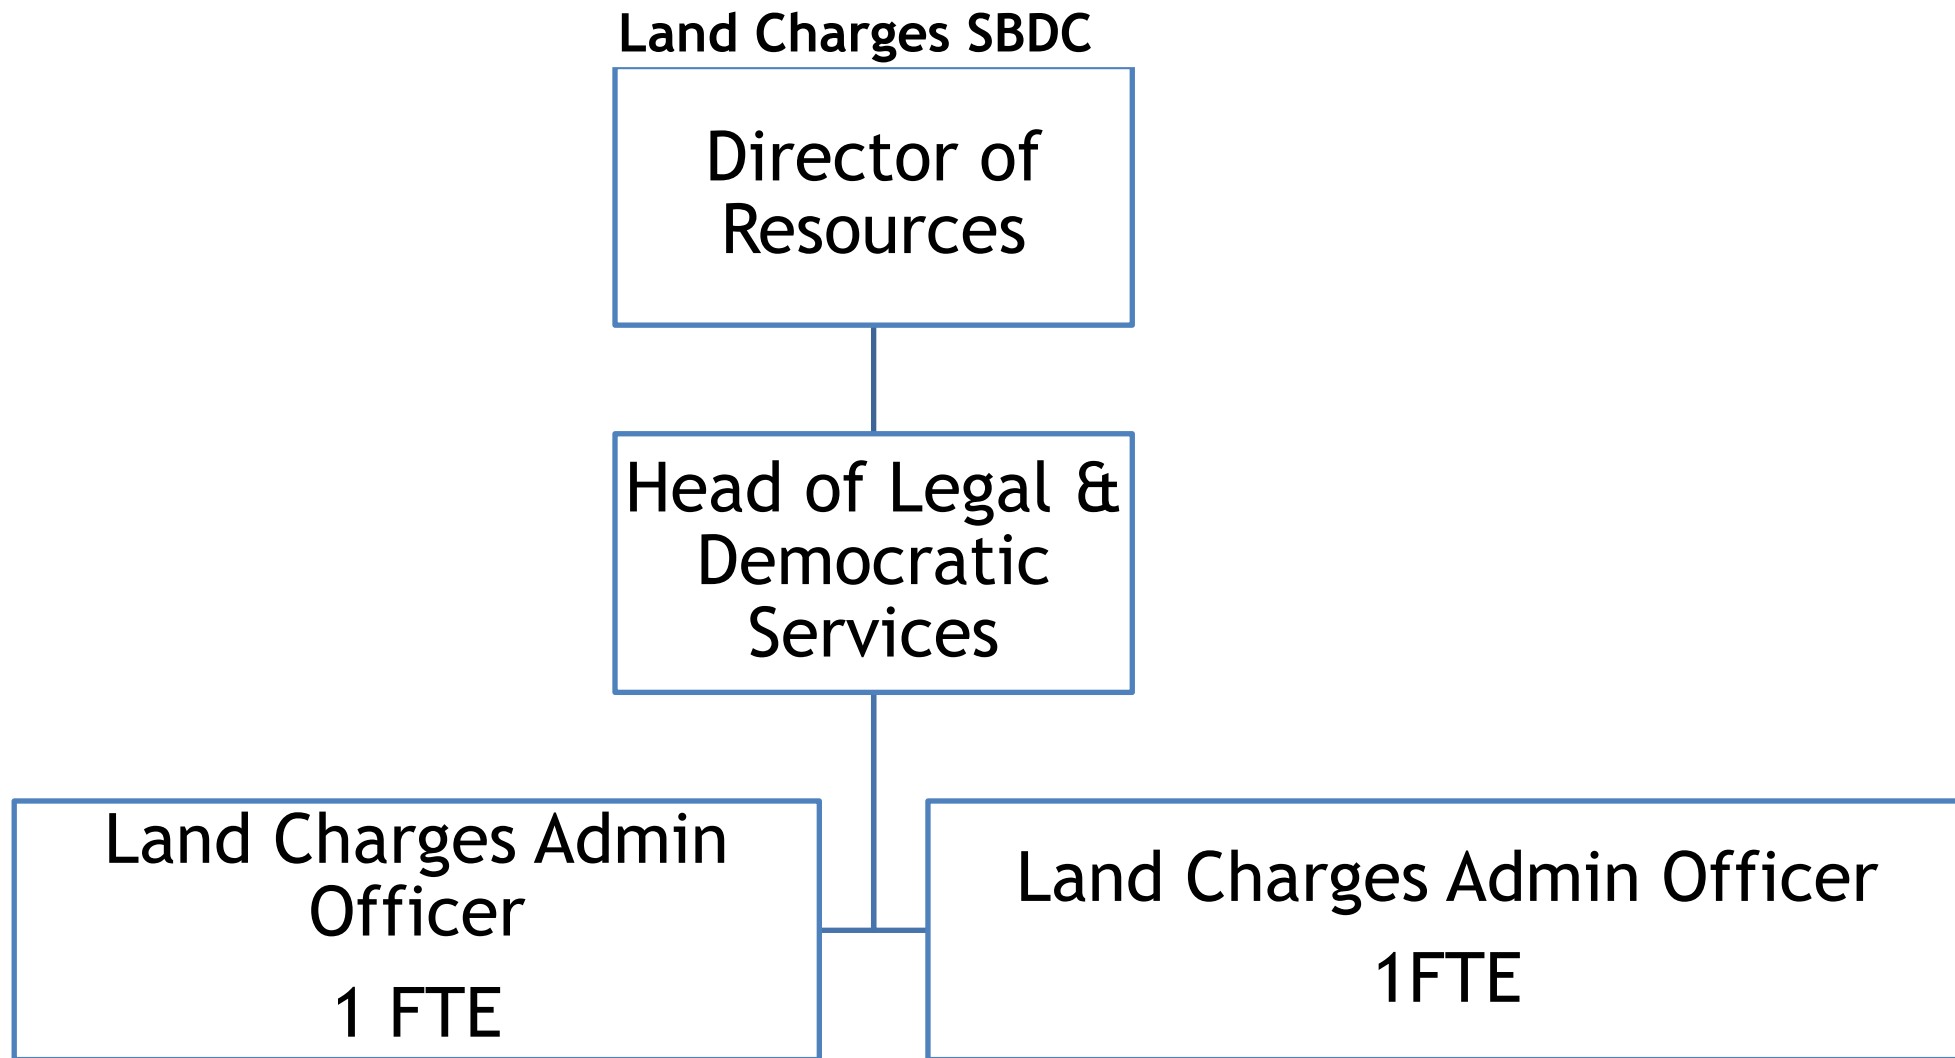 Land Charges SBDC
Director of
Resources
Head of Legal &
Democratic
Services
Land Charges Admin
Officer
1 FTE
Land Charges Admin Officer
1FTE